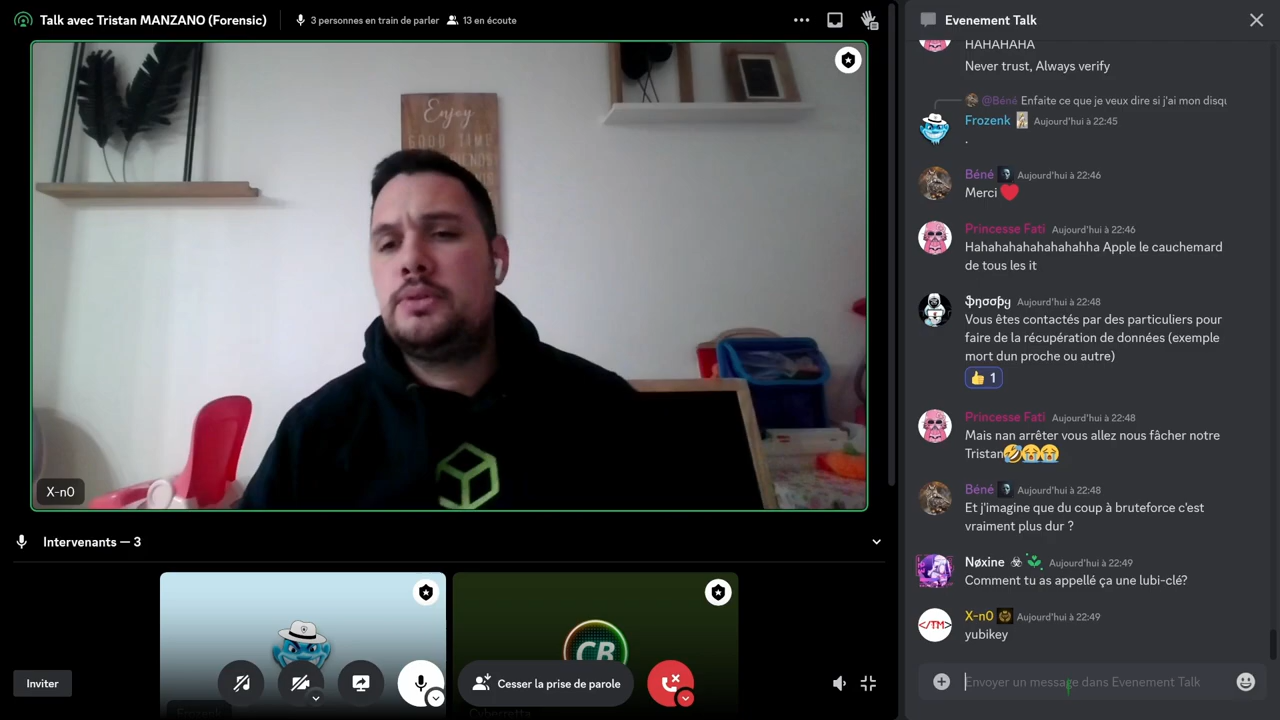 Talk avec Tristan MANZANO (Forensic)
3 personnes en train de parler
13 en écoute
Enjoy
GOOD TIME
X-n0
Intervenants — 3
CB
Inviter
Cesser la prise de parole
Evenement Talk
HAHAHAHA
Never trust, Always verify
@Béné Enfaite ce que je veux dire si j'ai mon disqu
Frozenk Aujourd'hui à 22:45
.
Béné Aujourd'hui à 22:46
Merci ❤️
Princesse Fati Aujourd'hui à 22:46
Hahahahahahahahha Apple le cauchemard
de tous les it
Aujourd'hui à 22:48
Vous êtes contactés par des particuliers pour
faire de la récupération de données (exemple
mort dun proche ou autre)
👍 1
Princesse Fati Aujourd'hui à 22:48
Mais nan arrêter vous allez nous fâcher notre
Tristan🤣😭😭
Béné Aujourd'hui à 22:48
Et j'imagine que du coup à bruteforce c'est
vraiment plus dur ?
Nøxine ☣ Aujourd'hui à 22:49
Comment tu as appellé ça une lubi-clé?
</TM>
X-n0 Aujourd'hui à 22:49
yubikey
Envoyer un message dans Evenement Talk